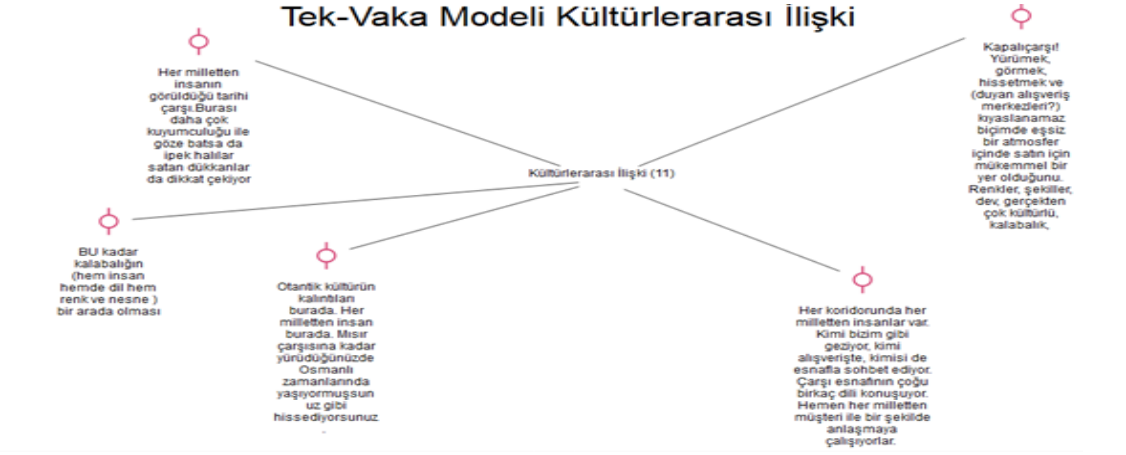 Tek-Vaka Modeli Kültürlerarası İlişki
Her milletten
insanın
görüldüğü tarihi
çarşı.Burası
daha çok
kuyumculuğu ile
göze batsa da
ipek halılar
satan dükkanlar
da dikkat çekiyor
Kapalıçarşı!
Yürümek,
görmek,
hissetmek ve
(duyan alışveriş
merkezleri?)
kıyaslanamaz
biçimde eşsiz
bir atmosfer
içinde satın için
mükemmel bir
yer olduğunu.
Renkler, şekiller,
dev, gerçekten
çok kültürlü,
kalabalık,
Kültürlerarası İlişki (11)
BU kadar
kalabalığın
(hem insan
hemde dil hem
renk ve nesne )
bir arada olması
Otantik kültürün
kalıntıları
burada. Her
milletten insan
burada. Mısır
çarşısına kadar
yürüdüğünüzde
Osmanlı
zamanlarında
yaşıyormuşsun
uz gibi
hissediyorsunuz
.
Her koridorunda her
milletten insanlar var.
Kimi bizim gibi
geziyor, kimi
alışverişte, kimisi de
esnafla sohbet ediyor.
Çarşı esnafının çoğu
birkaç dili konuşuyor.
Hemen her milletten
müşteri ile bir şekilde
anlaşmaya
çalışıyorlar.